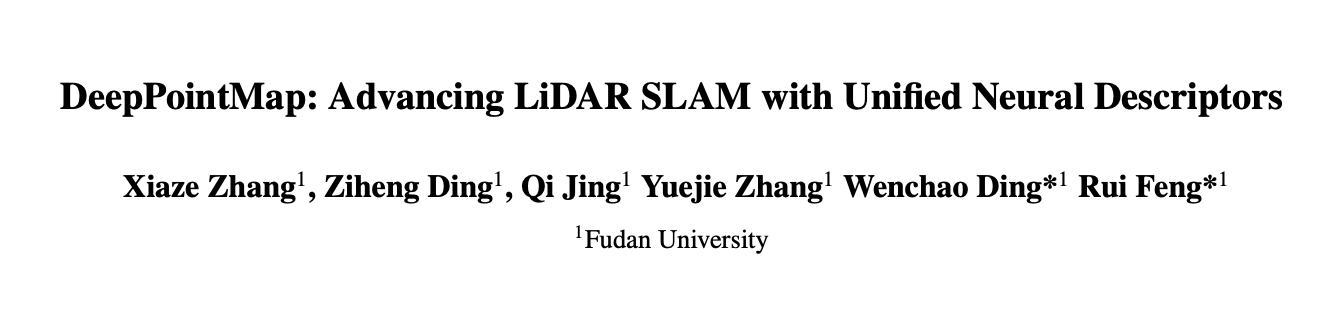 DeepPointMap: Advancing LiDAR SLAM with Unified Neural Descriptors
Xiaze Zhang¹, Ziheng Ding¹, Qi Jing¹ Yuejie Zhang¹ Wenchao Ding*¹ Rui Feng*¹
¹Fudan University